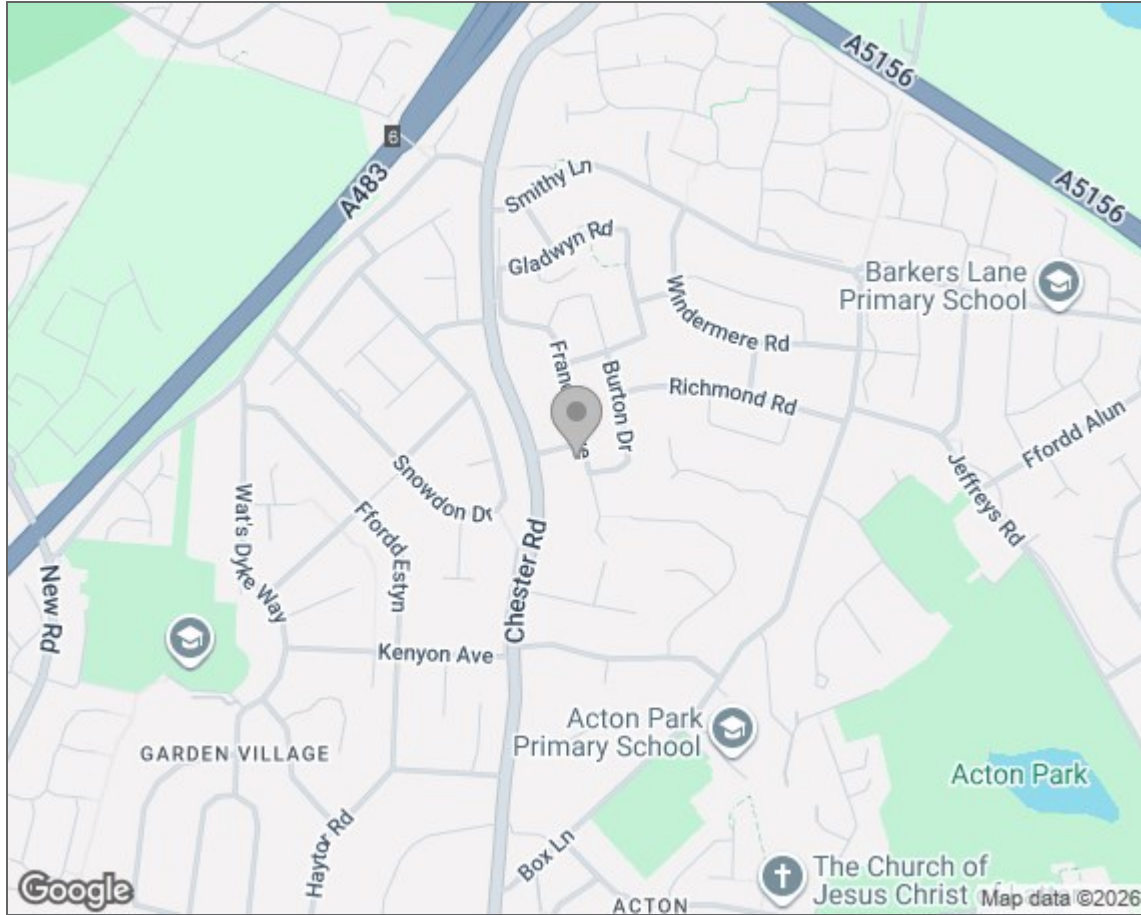 A5156
A5156
6
A483
Smithy Ln
Gladwyn Rd
Barkers Lane
Primary School
Windermere Rd
Burton Dr
Richmond Rd
Ffordd Alun
Jeffreys Rd
Snowdon Dr
Ffordd Estyn
Wat's Dyke Way
Chester Rd
New Rd
Kenyon Ave
Acton Park
Primary School
GARDEN VILLAGE
Acton Park
Haytor Rd
Box Ln
The Church of
Jesus Christ
ACTON
Google
Map data ©2026